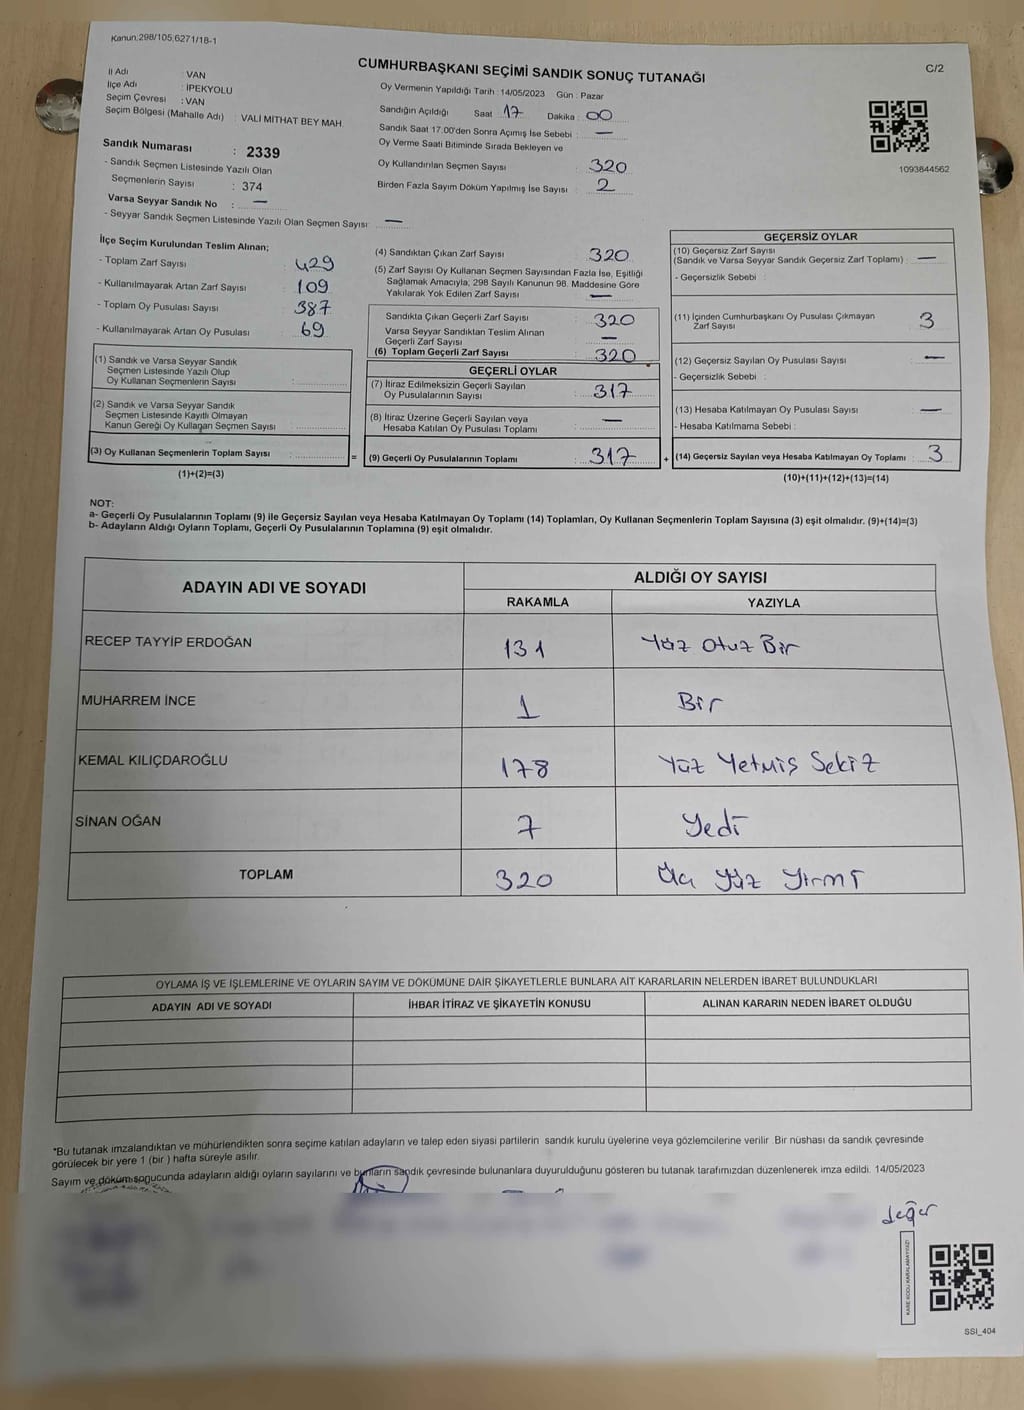 Kanun:298/105,6271/18-1
CUMHURBAŞKANI SEÇİMİ SANDIK SONUÇ TUTANAĞI
C/2
İl Adı : VAN
İlçe Adı : İPEKYOLU
Seçim Çevresi : VAN
Seçim Bölgesi (Mahalle Adı) : VALİ MİTHAT BEY MAH.
Sandık Numarası : 2339
- Sandık Seçmen Listesinde Yazılı Olan
Seçmenlerin Sayısı : 374
Varsa Seyyar Sandık No : —
- Seyyar Sandık Seçmen Listesinde Yazılı Olan Seçmen Sayısı : —
Oy Vermenin Yapıldığı Tarih : 14/05/2023 Gün : Pazar
Sandığın Açıldığı Saat 17 Dakika : 00
Sandık Saat 17.00'den Sonra Açımış İse Sebebi : —
Oy Verme Saati Bitiminde Sırada Bekleyen ve
Oy Kullandırılan Seçmen Sayısı : 320
Birden Fazla Sayım Döküm Yapılmış İse Sayısı : 2
1093644562
İlçe Seçim Kurulundan Teslim Alınan;
- Toplam Zarf Sayısı : 429
- Kullanılmayarak Artan Zarf Sayısı : 109
- Toplam Oy Pusulası Sayısı : 387
- Kullanılmayarak Artan Oy Pusulası : 69
(1) Sandık ve Varsa Seyyar Sandık
Seçmen Listesinde Yazılı Olup
Oy Kullanan Seçmenlerin Sayısı :
(2) Sandık ve Varsa Seyyar Sandık
Seçmen Listesinde Kayıtlı Olmayan
Kanun Gereği Oy Kullanan Seçmen Sayısı :
(3) Oy Kullanan Seçmenlerin Toplam Sayısı : =
(1)+(2)=(3)
(4) Sandıktan Çıkan Zarf Sayısı : 320
(5) Zarf Sayısı Oy Kullanan Seçmen Sayısından Fazla İse, Eşitliği
Sağlamak Amacıyla; 298 Sayılı Kanunun 98. Maddesine Göre
Yakılarak Yok Edilen Zarf Sayısı : —
Sandıkta Çıkan Geçerli Zarf Sayısı : 320
Varsa Seyyar Sandıktan Teslim Alınan
Geçerli Zarf Sayısı : —
(6) Toplam Geçerli Zarf Sayısı : 320
GEÇERLİ OYLAR
(7) İtiraz Edilmeksizin Geçerli Sayılan
Oy Pusulalarının Sayısı : 317
(8) İtiraz Üzerine Geçerli Sayılan veya
Hesaba Katılan Oy Pusulası Toplamı : —
(9) Geçerli Oy Pusulalarının Toplamı : 317 +
GEÇERSİZ OYLAR
(10) Geçersiz Zarf Sayısı
(Sandık ve Varsa Seyyar Sandık Geçersiz Zarf Toplamı) : —
- Geçersizlik Sebebi :
(11) İçinden Cumhurbaşkanı Oy Pusulası Çıkmayan
Zarf Sayısı : 3
(12) Geçersiz Sayılan Oy Pusulası Sayısı : —
- Geçersizlik Sebebi :
(13) Hesaba Katılmayan Oy Pusulası Sayısı : —
- Hesaba Katılmama Sebebi :
(14) Geçersiz Sayılan veya Hesaba Katılmayan Oy Toplamı : 3
(10)+(11)+(12)+(13)=(14)
NOT:
a- Geçerli Oy Pusulalarının Toplamı (9) ile Geçersiz Sayılan veya Hesaba Katılmayan Oy Toplamı (14) Toplamları, Oy Kullanan Seçmenlerin Toplam Sayısına (3) eşit olmalıdır. (9)+(14)=(3)
b- Adayların Aldığı Oyların Toplamı, Geçerli Oy Pusulalarının Toplamına (9) eşit olmalıdır.
ADAYIN ADI VE SOYADI
ALDIĞI OY SAYISI
RAKAMLA YAZIYLA
RECEP TAYYİP ERDOĞAN 131 Yüz Otuz Bir
MUHARREM İNCE 1 Bir
KEMAL KILIÇDAROĞLU 178 Yüz Yetmiş Sekiz
SİNAN OĞAN 7 Yedi
TOPLAM 320 Üç Yüz Yirmi
OYLAMA İŞ VE İŞLEMLERİNE VE OYLARIN SAYIM VE DÖKÜMÜNE DAİR ŞİKAYETLERLE BUNLARA AİT KARARLARIN NELERDEN İBARET BULUNDUKLARI
ADAYIN ADI VE SOYADI İHBAR İTİRAZ VE ŞİKAYETİN KONUSU ALINAN KARARIN NEDEN İBARET OLDUĞU
*Bu tutanak imzalandıktan ve mühürlendikten sonra seçime katılan adayların ve talep eden siyasi partilerin sandık kurulu üyelerine veya gözlemcilerine verilir .Bir nüshası da sandık çevresinde
görülecek bir yere 1 (bir ) hafta süreyle asılır.
Sayım ve döküm sonucunda adayların aldığı oyların sayılarını ve bunların sandık çevresinde bulunanlara duyurulduğunu gösteren bu tutanak tarafımızdan düzenlenerek imza edildi. 14/05/2023
değer
KARE KODU KARALAMAYINIZ!
SSI_404